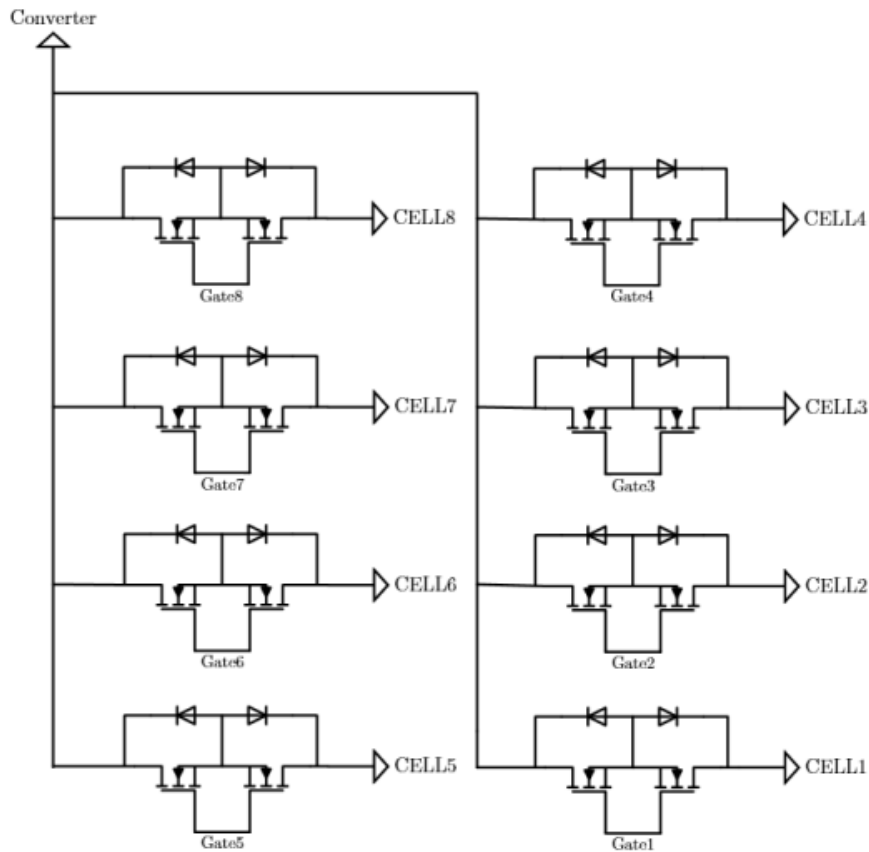 Converter
CELL8
CELL4
Gate8
Gate4
CELL7
CELL3
Gate7
Gate3
CELL6
CELL2
Gate6
Gate2
CELL5
CELL1
Gate5
Gate1